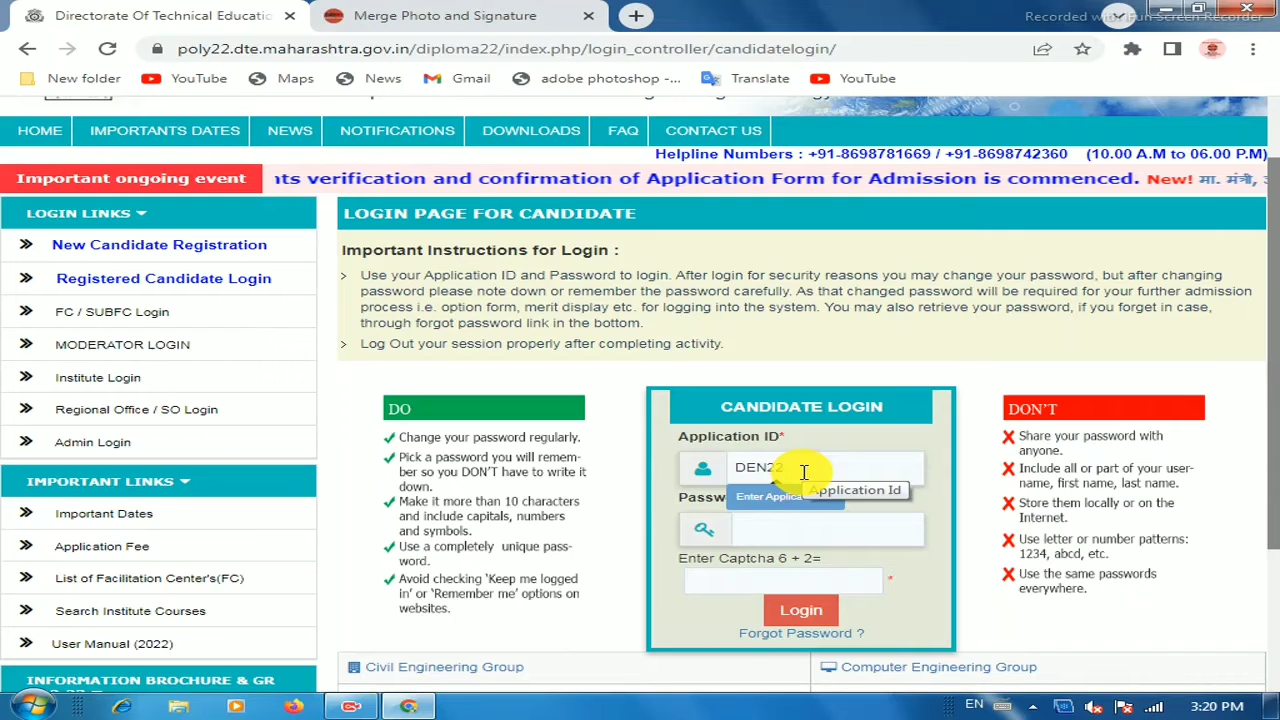 Directorate Of Technical Educatio
Merge Photo and Signature
Recorded with iFun Screen Recorder
poly22.dte.maharashtra.gov.in/diploma22/index.php/login_controller/candidatelogin/
New folder
YouTube
Maps
News
Gmail
adobe photoshop -...
Translate
YouTube
HOME
IMPORTANTS DATES
NEWS
NOTIFICATIONS
DOWNLOADS
FAQ
CONTACT US
Helpline Numbers : +91-8698781669 / +91-8698742360 (10.00 A.M to 06.00 P.M)
Important ongoing event
nts verification and confirmation of Application Form for Admission is commenced. New! मा. मंत्री,
LOGIN LINKS
New Candidate Registration
Registered Candidate Login
FC / SUBFC Login
MODERATOR LOGIN
Institute Login
Regional Office / SO Login
Admin Login
IMPORTANT LINKS
Important Dates
Application Fee
List of Facilitation Center's(FC)
Search Institute Courses
User Manual (2022)
INFORMATION BROCHURE & GR
LOGIN PAGE FOR CANDIDATE
Important Instructions for Login :
Use your Application ID and Password to login. After login for security reasons you may change your password, but after changing
password please note down or remember the password carefully. As that changed password will be required for your further admission
process i.e. option form, merit display etc. for logging into the system. You may also retrieve your password, if you forget in case,
through forgot password link in the bottom.
Log Out your session properly after completing activity.
DO
Change your password regularly.
Pick a password you will remem-
ber so you DON'T have to write it
down.
Make it more than 10 characters
and include capitals, numbers
and symbols.
Use a completely unique pass-
word.
Avoid checking 'Keep me logged
in' or 'Remember me' options on
websites.
CANDIDATE LOGIN
Application ID*
DEN22
Application Id
Passw
Enter Applica
Enter Captcha 6 + 2=
*
Login
Forgot Password ?
DON'T
Share your password with
anyone.
Include all or part of your user-
name, first name, last name.
Store them locally or on the
Internet.
Use letter or number patterns:
1234, abcd, etc.
Use the same passwords
everywhere.
Civil Engineering Group
Computer Engineering Group
EN
3:20 PM